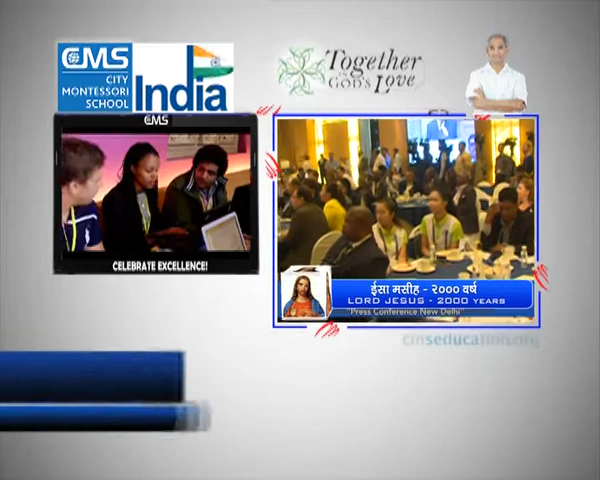 CMS
CITY
MONTESSORI
SCHOOL
India
Together
IN GOD'S Love
CMS
CELEBRATE EXCELLENCE!
ईसा मसीह - २००० वर्ष
LORD JESUS - 2000 YEARS
"Press Conference New Delhi"
cmseducation.org